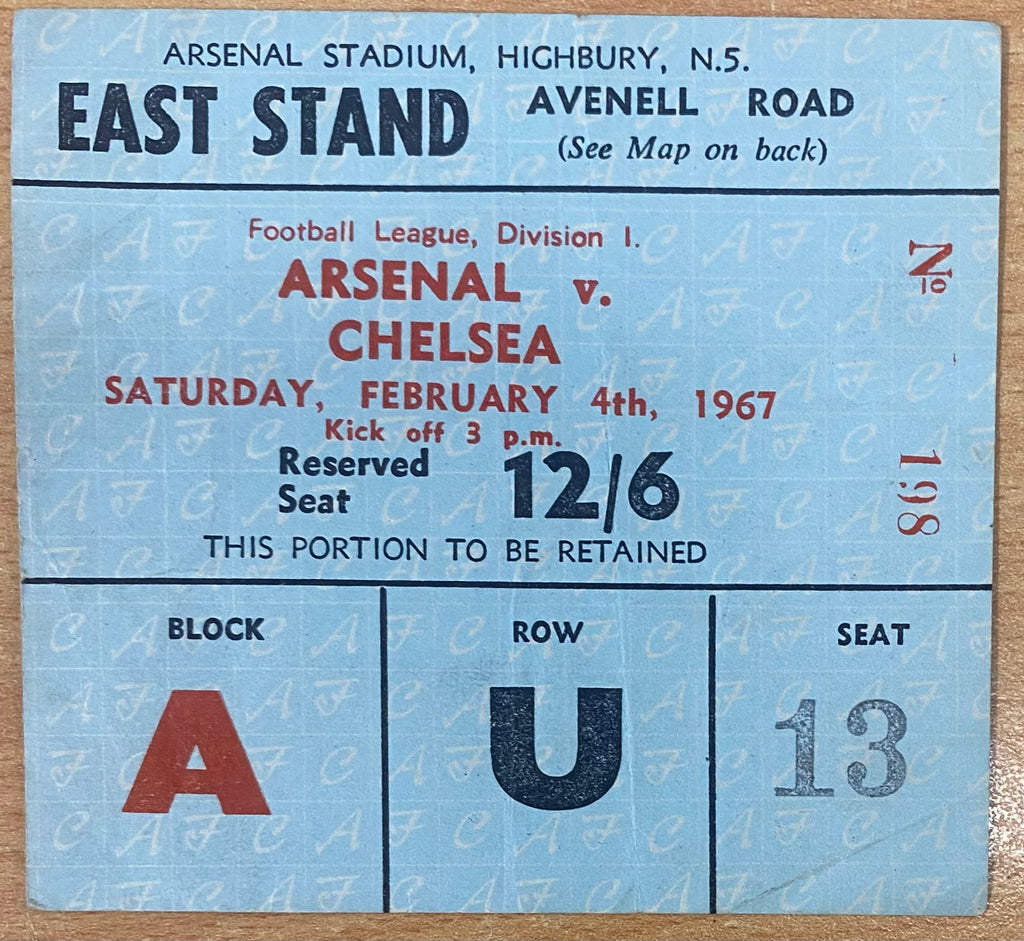 ARSENAL STADIUM, HIGHBURY, N.5.
EAST STAND
AVENELL ROAD
(See Map on back)
Football League, Division 1.
ARSENAL v.
CHELSEA
SATURDAY, FEBRUARY 4th, 1967
Kick off 3 p.m.
Reserved
Seat
12/6
THIS PORTION TO BE RETAINED
Nº 198
BLOCK
A
ROW
U
SEAT
13